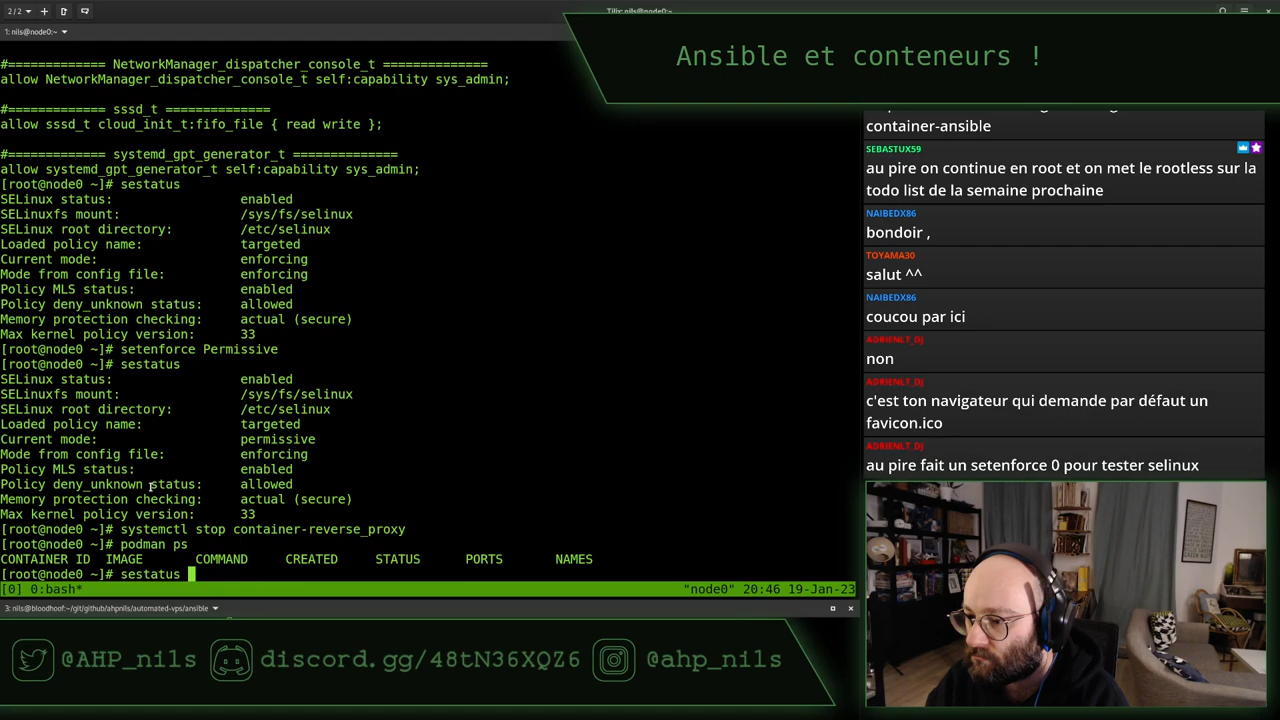 2/2
Tilix: nils@node0:~
1: nils@node0:~
Ansible et conteneurs !
#============= NetworkManager_dispatcher_console_t ==============
allow NetworkManager_dispatcher_console_t self:capability sys_admin;
#============= sssd_t ==============
allow sssd_t cloud_init_t:fifo_file { read write };
#============= systemd_gpt_generator_t ==============
allow systemd_gpt_generator_t self:capability sys_admin;
[root@node0 ~]# sestatus
SELinux status: enabled
SELinuxfs mount: /sys/fs/selinux
SELinux root directory: /etc/selinux
Loaded policy name: targeted
Current mode: enforcing
Mode from config file: enforcing
Policy MLS status: enabled
Policy deny_unknown status: allowed
Memory protection checking: actual (secure)
Max kernel policy version: 33
[root@node0 ~]# setenforce Permissive
[root@node0 ~]# sestatus
SELinux status: enabled
SELinuxfs mount: /sys/fs/selinux
SELinux root directory: /etc/selinux
Loaded policy name: targeted
Current mode: permissive
Mode from config file: enforcing
Policy MLS status: enabled
Policy deny_unknown status: allowed
Memory protection checking: actual (secure)
Max kernel policy version: 33
[root@node0 ~]# systemctl stop container-reverse_proxy
[root@node0 ~]# podman ps
CONTAINER ID IMAGE COMMAND CREATED STATUS PORTS NAMES
[root@node0 ~]# sestatus
[0] 0:bash* "node0" 20:46 19-Jan-23
3: nils@bloodhoof:~/git/github/ahpnils/automated-vps/ansible
container-ansible
SEBASTUX59
au pire on continue en root et on met le rootless sur la
todo list de la semaine prochaine
NAIBEDX86
bondoir ,
TOYAMA30
salut ^^
NAIBEDX86
coucou par ici
ADRIENLT_DJ
non
ADRIENLT_DJ
c'est ton navigateur qui demande par défaut un
favicon.ico
ADRIENLT_DJ
au pire fait un setenforce 0 pour tester selinux
@AHP_nils discord.gg/48tN36XQZ6 @ahp_nils